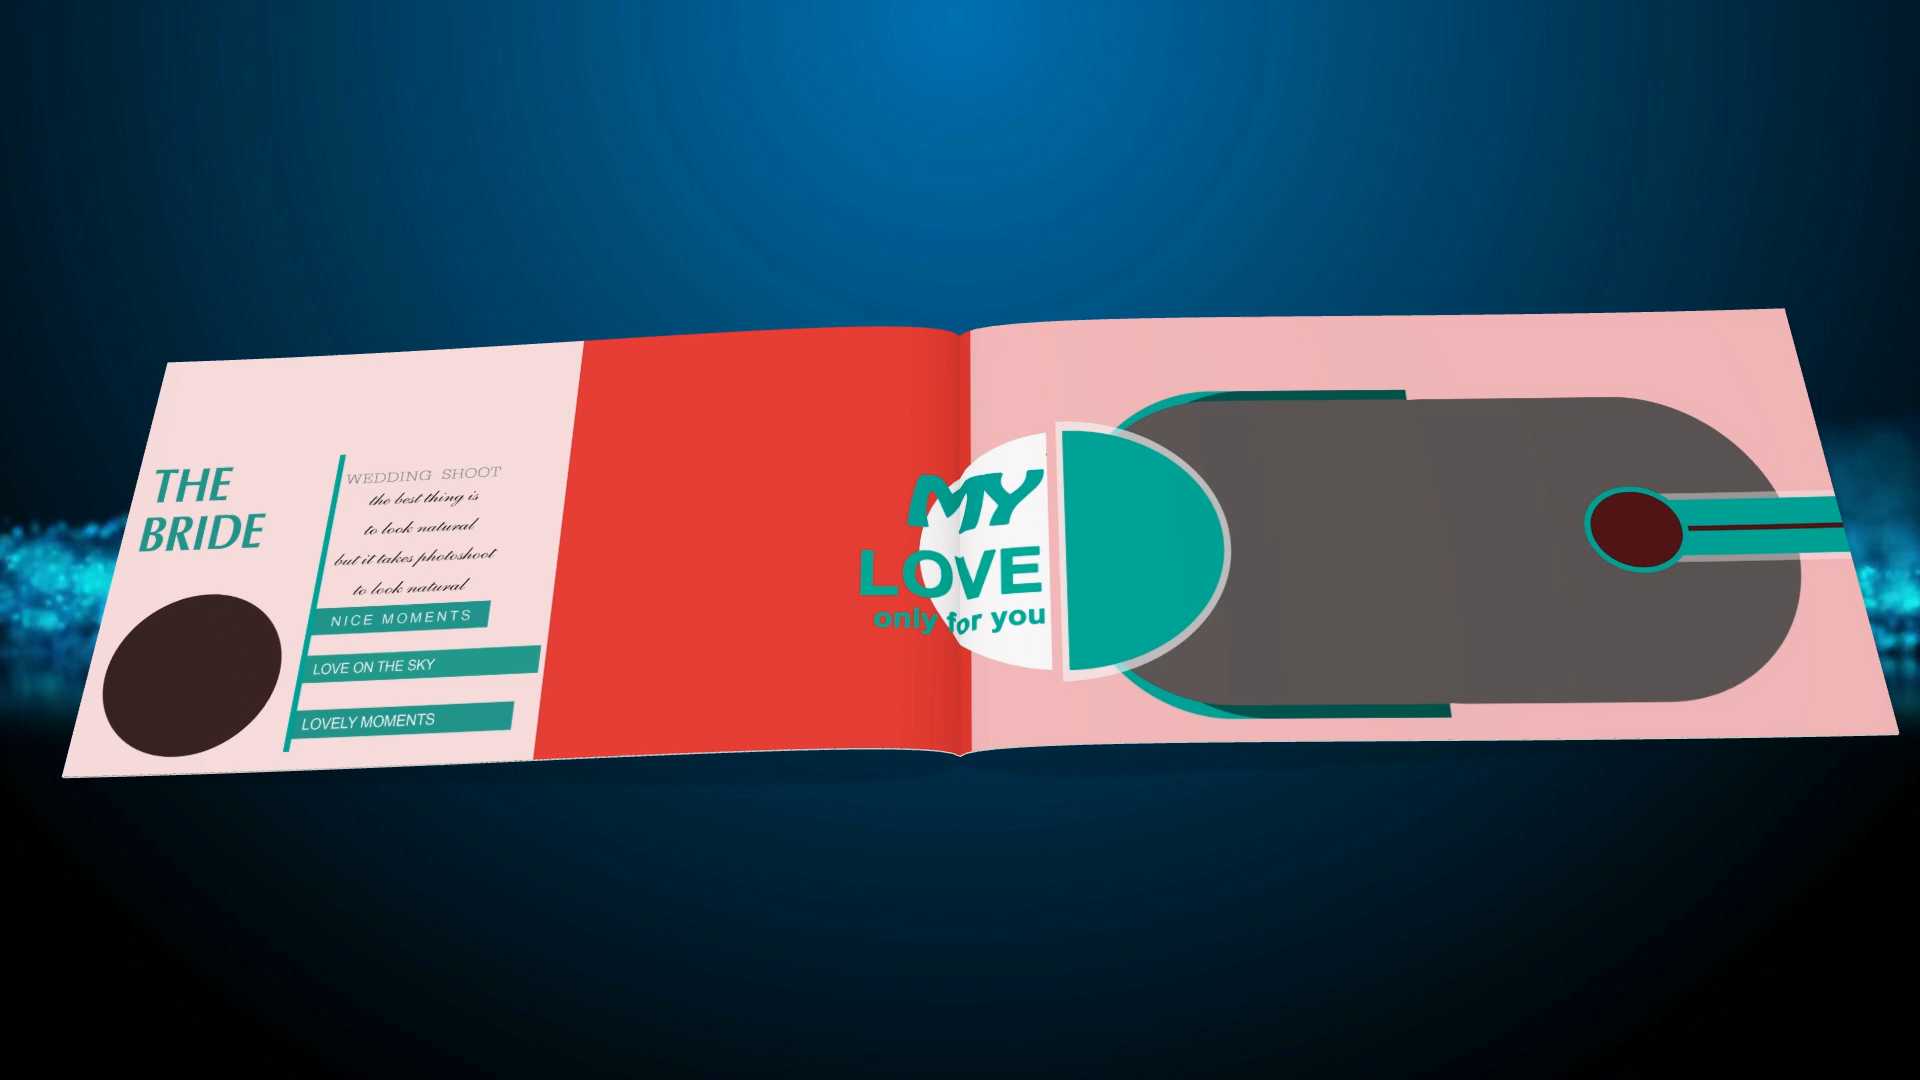 THE
BRIDE
WEDDING SHOOT
the best thing is
to look natural
but it takes photoshoot
to look natural
NICE MOMENTS
LOVE ON THE SKY
LOVELY MOMENTS
MY
LOVE
only for you